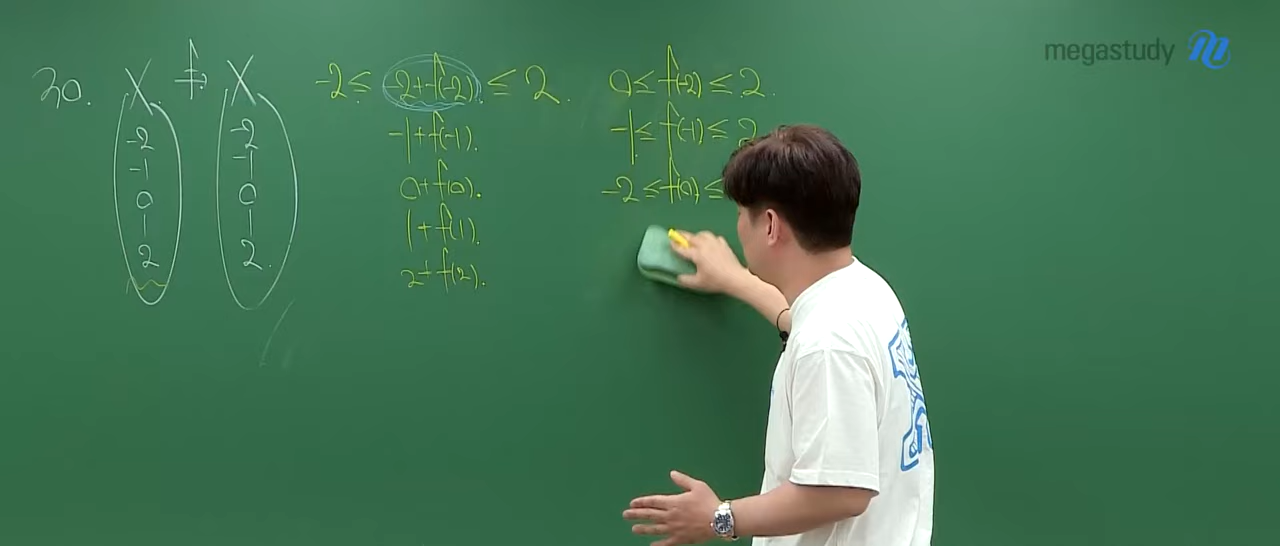 megastudy
30. X f X -2 ≤ -2+f(-2) ≤ 2. 0 ≤ f(-2) ≤ 2.
-2 -2 -1+f(-1). -1 ≤ f(-1) ≤ 2
-1 -1
0 0 0+f(0). -2 ≤ f(0) ≤
1 1 1+f(1).
2 2. 2+f(2).